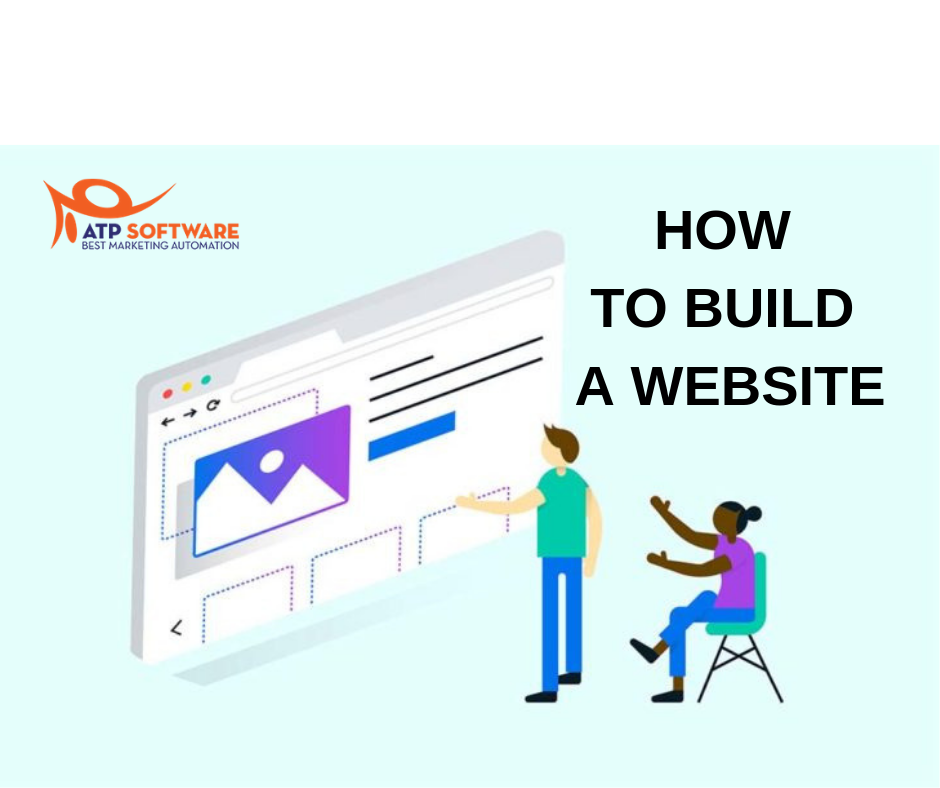 ATP SOFTWARE
BEST MARKETING AUTOMATION
HOW
TO BUILD
A WEBSITE